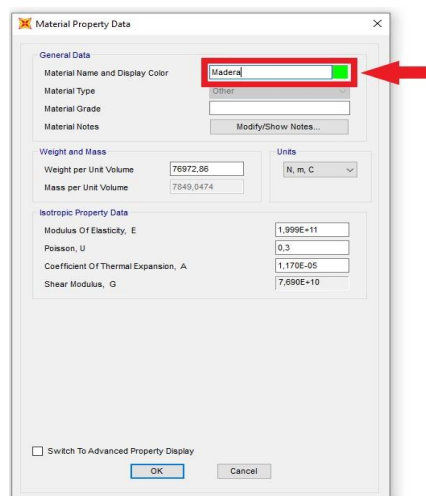 Material Property Data
General Data
Material Name and Display Color Madera
Material Type Other
Material Grade
Material Notes Modify/Show Notes...
Weight and Mass Units
Weight per Unit Volume 76972,86 N, m, C
Mass per Unit Volume 7849,0474
Isotropic Property Data
Modulus Of Elasticity, E 1,999E+11
Poisson, U 0,3
Coefficient Of Thermal Expansion, A 1,170E-05
Shear Modulus, G 7,690E+10
Switch To Advanced Property Display
OK Cancel